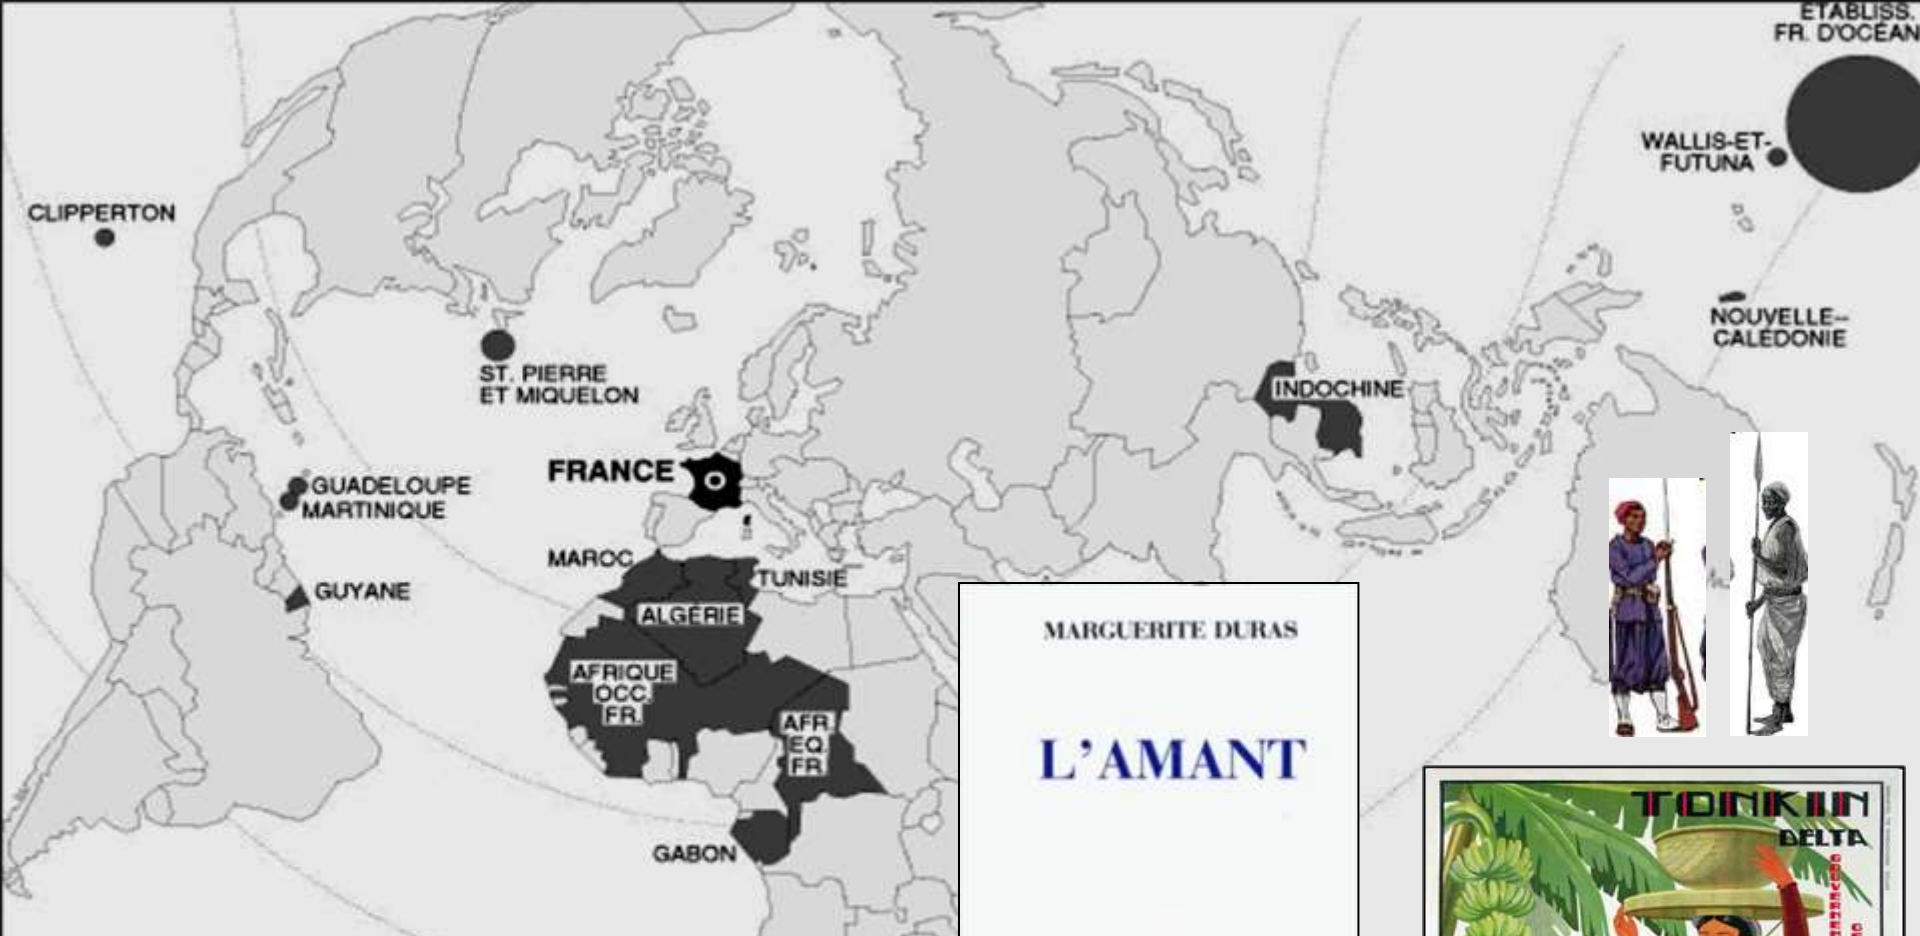 ETABLISS.
FR. D'OCÉAN
WALLIS-ET-
FUTUNA
CLIPPERTON
NOUVELLE–
CALÉDONIE
ST. PIERRE
ET MIQUELON
INDOCHINE
FRANCE
GUADELOUPE
MARTINIQUE
MAROC
TUNISIE
GUYANE
ALGÉRIE
AFRIQUE
OCC.
FR.
AFR.
EQ.
FR.
GABON
MARGUERITE DURAS
L'AMANT
TONKIIN
DELTA